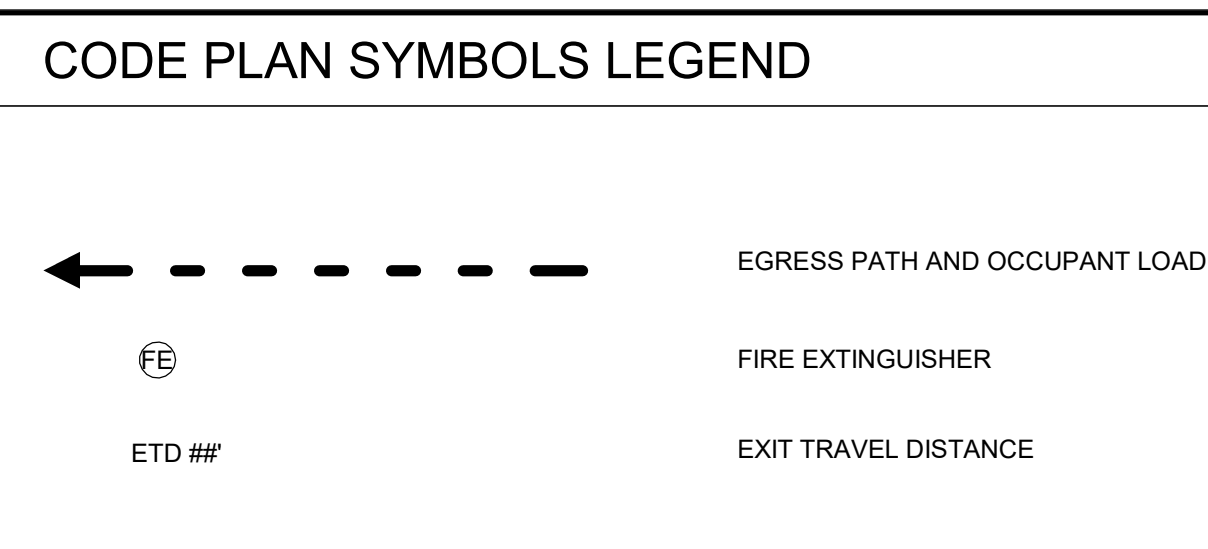 CODE PLAN SYMBOLS LEGEND
EGRESS PATH AND OCCUPANT LOAD
FE FIRE EXTINGUISHER
ETD ##' EXIT TRAVEL DISTANCE